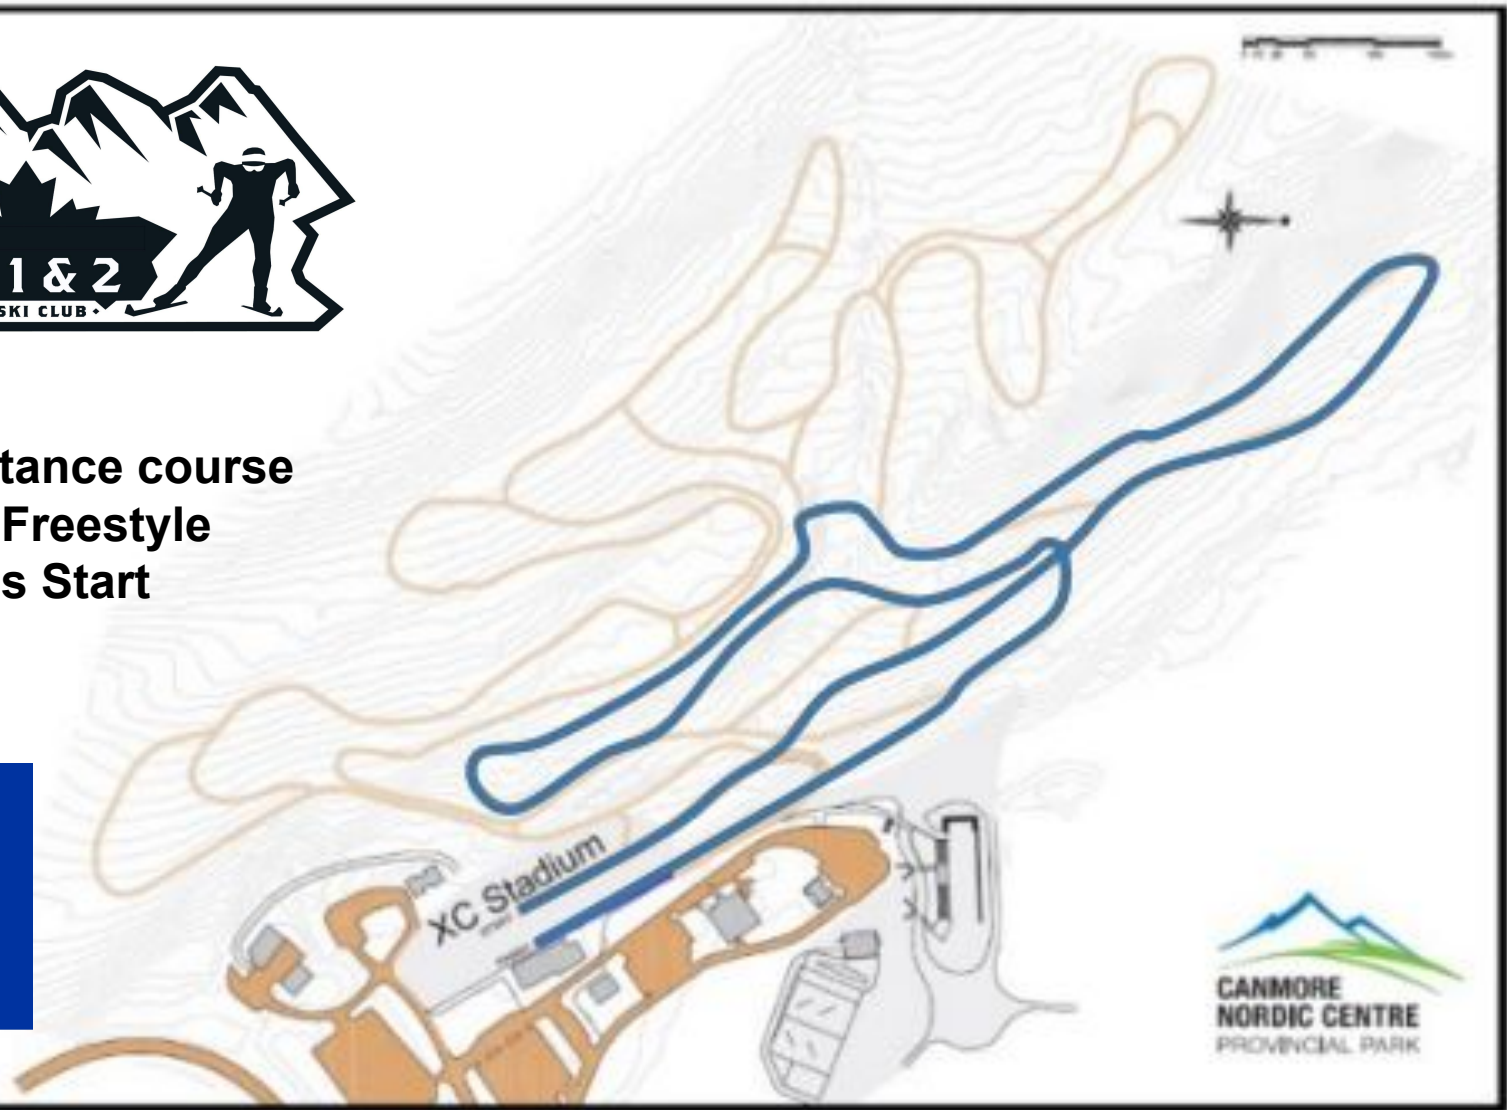 1 & 2
SKI CLUB
tance course
Freestyle
s Start
XC Stadium
CANMORE
NORDIC CENTRE
PROVINCIAL PARK